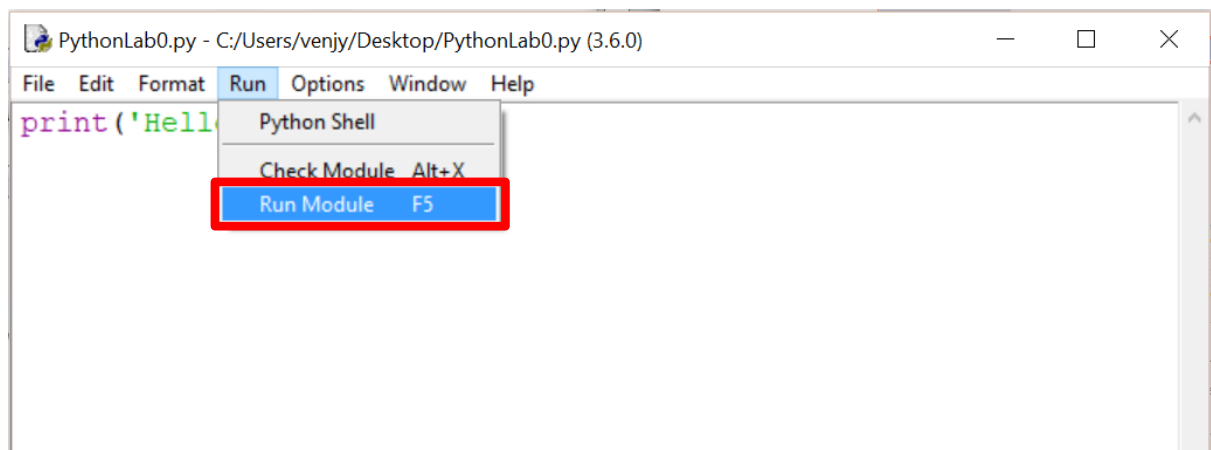 PythonLab0.py - C:/Users/venjy/Desktop/PythonLab0.py (3.6.0)
File Edit Format Run Options Window Help
print('Hell
Python Shell
Check Module Alt+X
Run Module F5